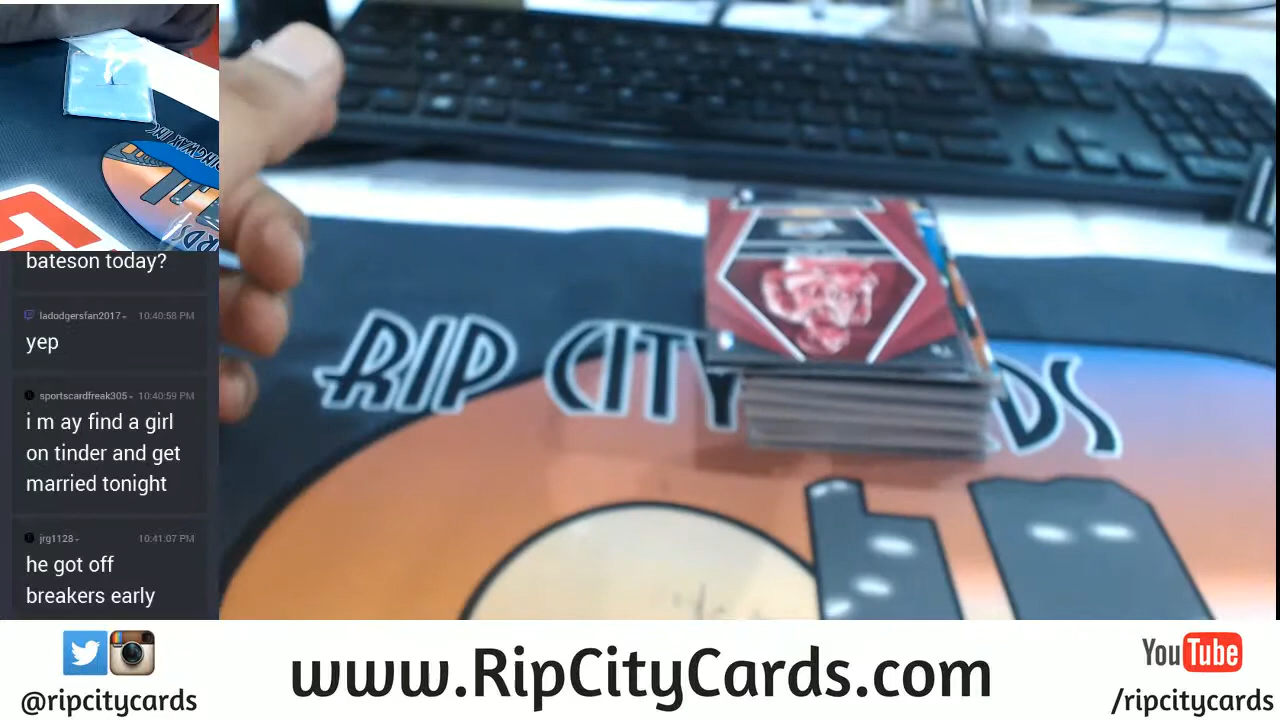 bateson today?
ladodgersfan2017 10:40:58 PM
yep
sportscardfreak305 10:40:59 PM
i m ay find a girl
on tinder and get
married tonight
jrg1128 10:41:07 PM
he got off
breakers early
RIP CITY CARDS
@ripcitycards
www.RipCityCards.com
YouTube
/ripcitycards